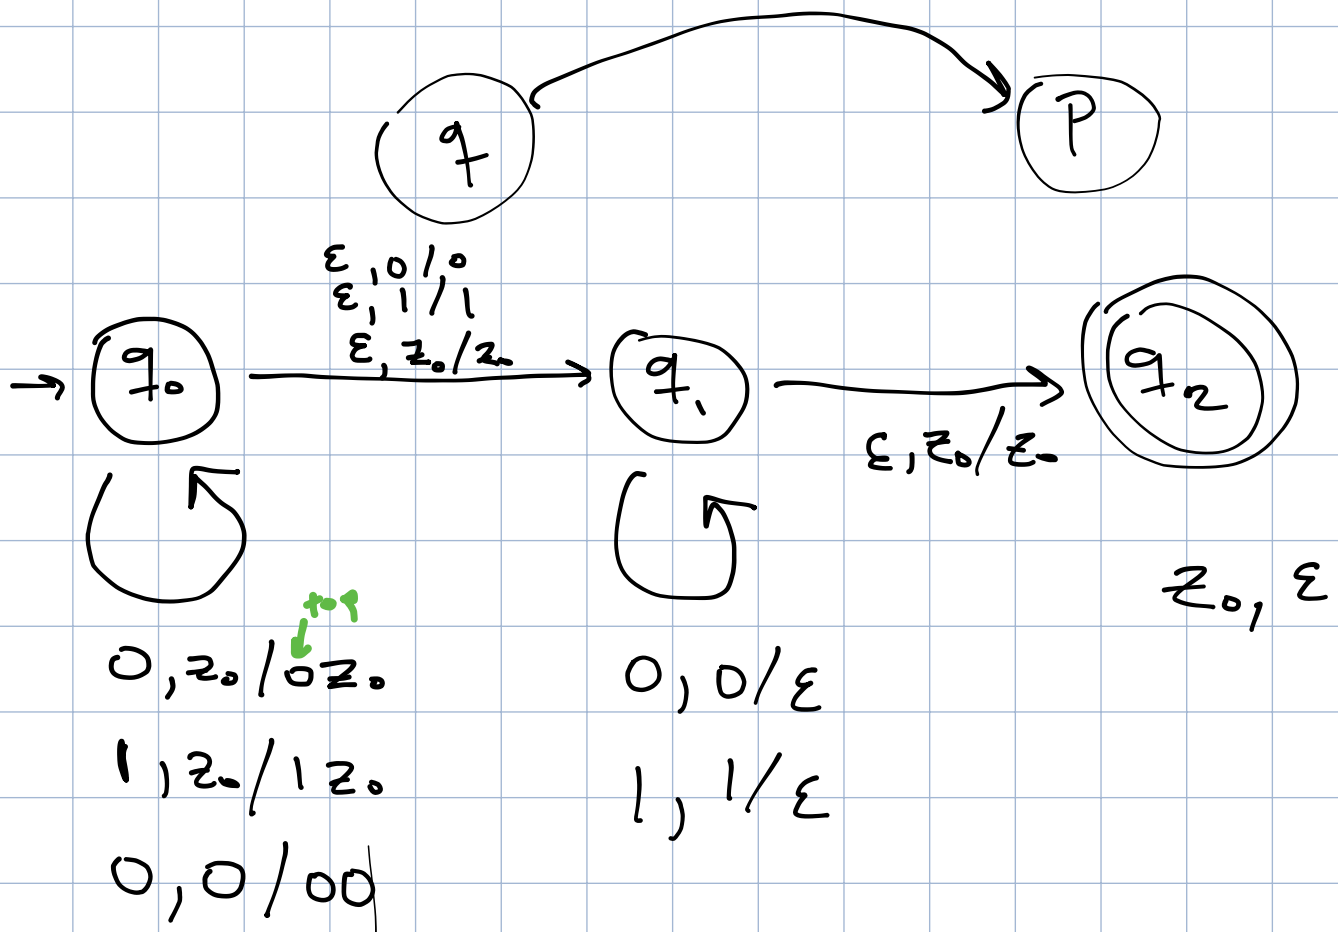 q
p
ε, 0 / 0
ε, 1 / 1
ε, z₀ / z₀
q₀
q₁
q₂
ε, z₀ / z₀
z₀, ε
top
0, z₀ / 0z₀
0, 0 / ε
1, z₀ / 1z₀
1, 1 / ε
0, 0 / 00